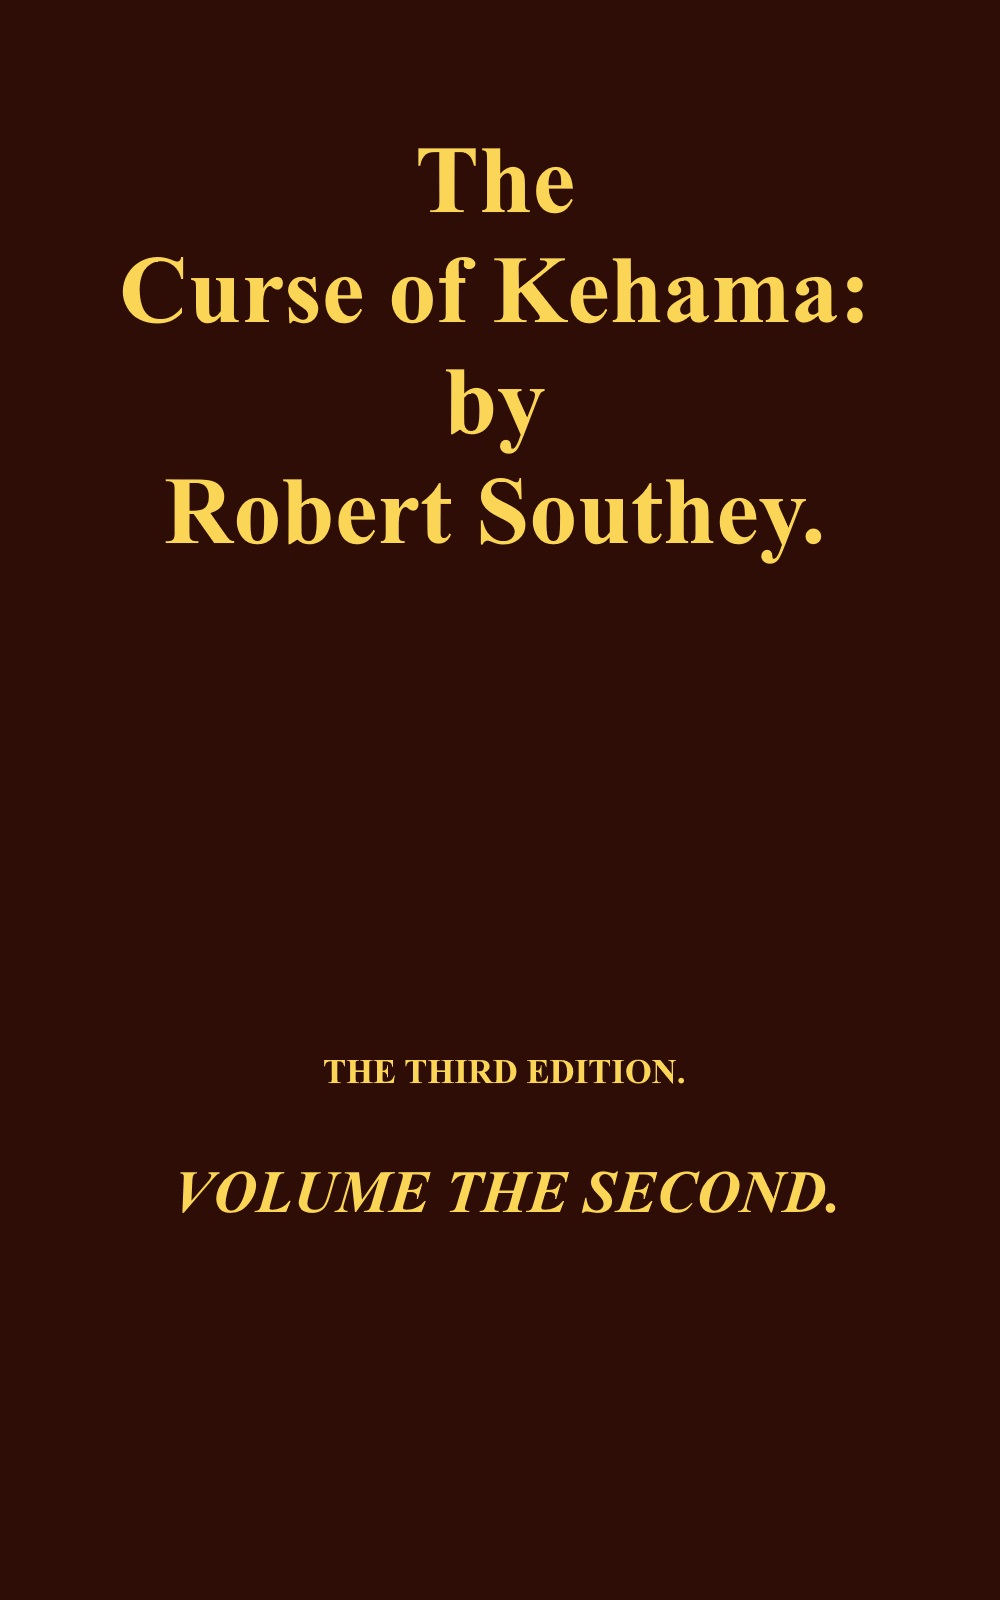 The
Curse of Kehama:
by
Robert Southey.
THE THIRD EDITION.
VOLUME THE SECOND.